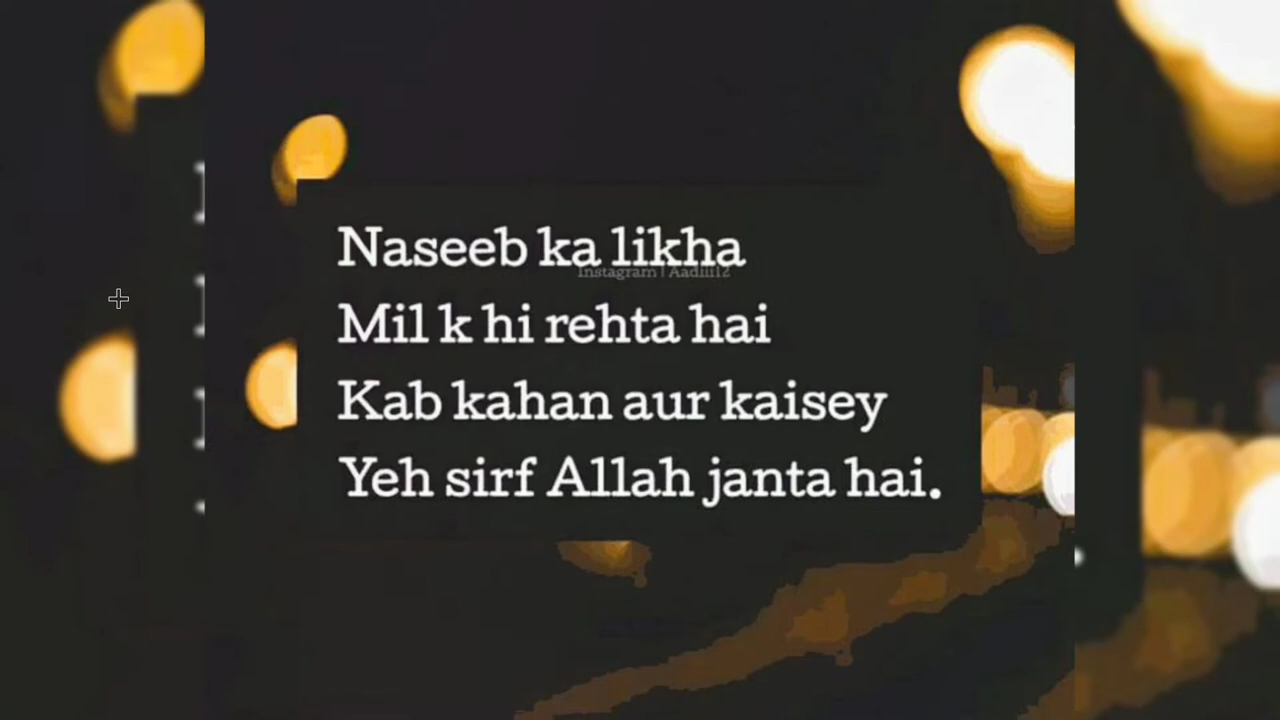 Naseeb ka likha
Instagram | Aadiii12
Mil k hi rehta hai
Kab kahan aur kaisey
Yeh sirf Allah janta hai.